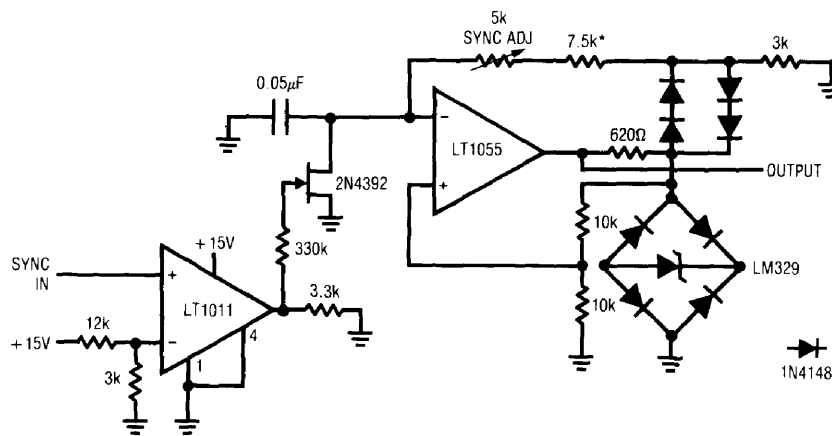 5k
SYNC ADJ
7.5k*
3k
0.05µF
620Ω
LT1055
−
+
OUTPUT
2N4392
10k
330k
+15V
SYNC
IN
+
LT1011
3.3k
LM329
12k
10k
+15V
−
4
1
3k
1N4148